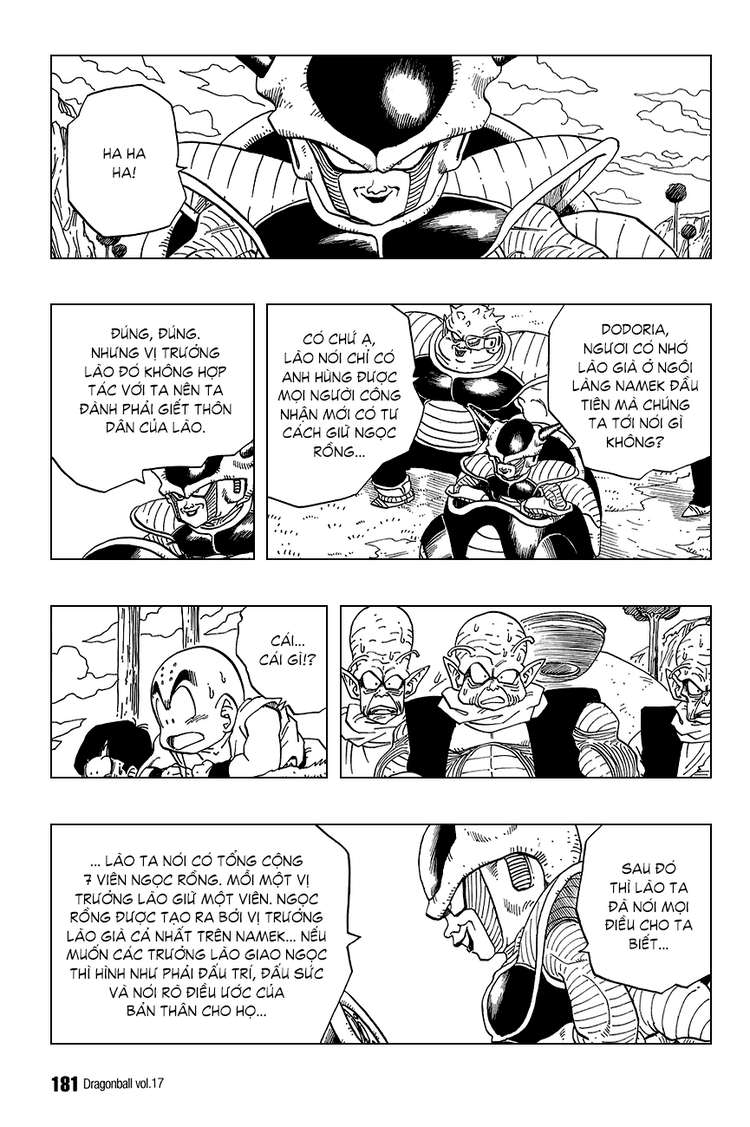 HA HA
HA!
DODORIA,
NGƯƠI CÓ NHỚ
LÃO GIÀ Ở NGÔI
LÀNG NAMEK ĐẦU
TIÊN MÀ CHÚNG
TA TỚI NÓI GÌ
KHÔNG?
CÓ CHỨ Ạ,
LÃO NÓI CHỈ CÓ
ANH HÙNG ĐƯỢC
MỌI NGƯỜI CÔNG
NHẬN MỚI CÓ TƯ
CÁCH GIỮ NGỌC
RỒNG...
ĐÚNG, ĐÚNG.
NHƯNG VỊ TRƯỞNG
LÃO ĐÓ KHÔNG HỢP
TÁC VỚI TA NÊN TA
ĐÀNH PHẢI GIẾT THÔN
DÂN CỦA LÃO.
CÁI...
CÁI GÌ!?
SAU ĐÓ
THÌ LÃO TA
ĐÃ NÓI MỌI
ĐIỀU CHO TA
BIẾT...
... LÃO TA NÓI CÓ TỔNG CỘNG
7 VIÊN NGỌC RỒNG. MỖI MỘT VỊ
TRƯỞNG LÃO GIỮ MỘT VIÊN. NGỌC
RỒNG ĐƯỢC TẠO RA BỞI VỊ TRƯỞNG
LÃO GIÀ CẢ NHẤT TRÊN NAMEK... NẾU
MUỐN CÁC TRƯỞNG LÃO GIAO NGỌC
THÌ HÌNH NHƯ PHẢI ĐẤU TRÍ, ĐẤU SỨC
VÀ NÓI RÕ ĐIỀU ƯỚC CỦA
BẢN THÂN CHO HỌ...
181 Dragonball vol.17